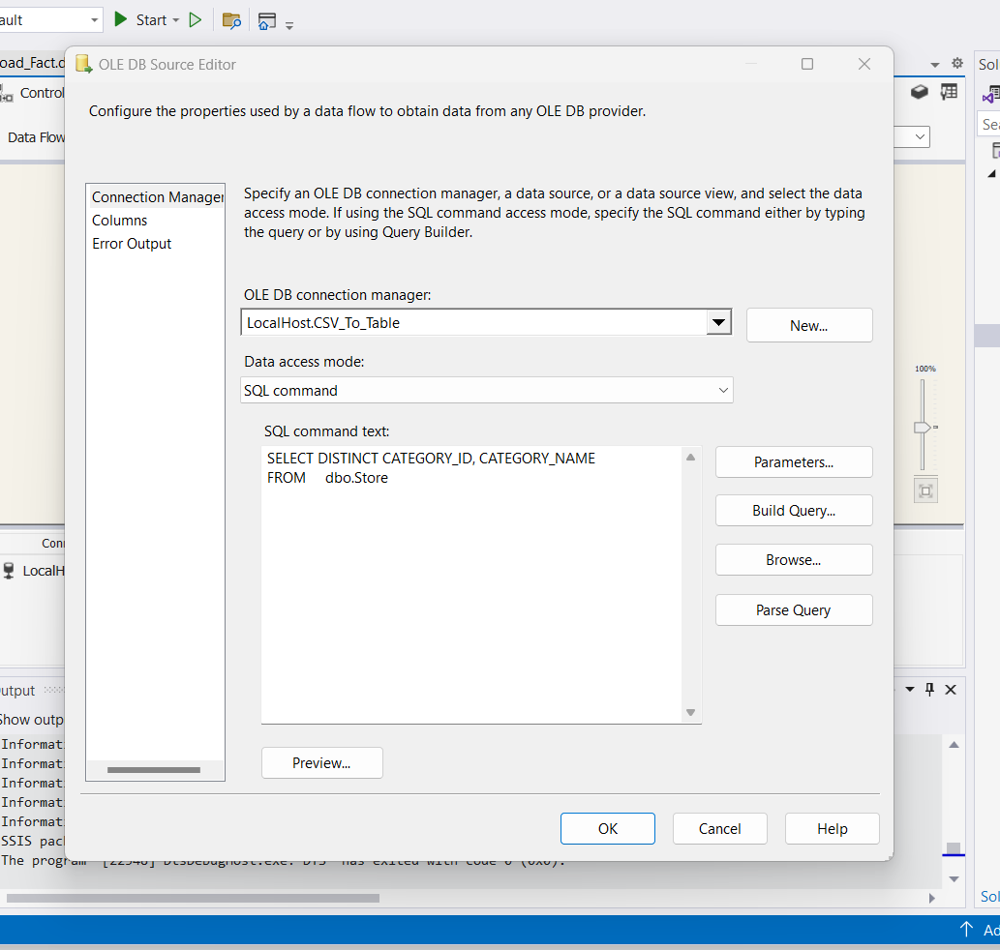 ault
Start
oad_Fact.d
OLE DB Source Editor
Sol
Control
Configure the properties used by a data flow to obtain data from any OLE DB provider.
Data Flow
Sea
Connection Manager
Columns
Error Output
Specify an OLE DB connection manager, a data source, or a data source view, and select the data
access mode. If using the SQL command access mode, specify the SQL command either by typing
the query or by using Query Builder.
OLE DB connection manager:
LocalHost.CSV_To_Table
New...
Data access mode:
100%
SQL command
SQL command text:
SELECT DISTINCT CATEGORY_ID, CATEGORY_NAME
FROM dbo.Store
Parameters...
Build Query...
Browse...
Parse Query
Conn
LocalH
utput
Show outp
Informat
Informat
Informat
Informat
Informat
SSIS pack
Preview...
OK
Cancel
Help
The program '[22948] DtsDebugHost.exe: DTS' has exited with code 0 (0x0).
Sol
Ad